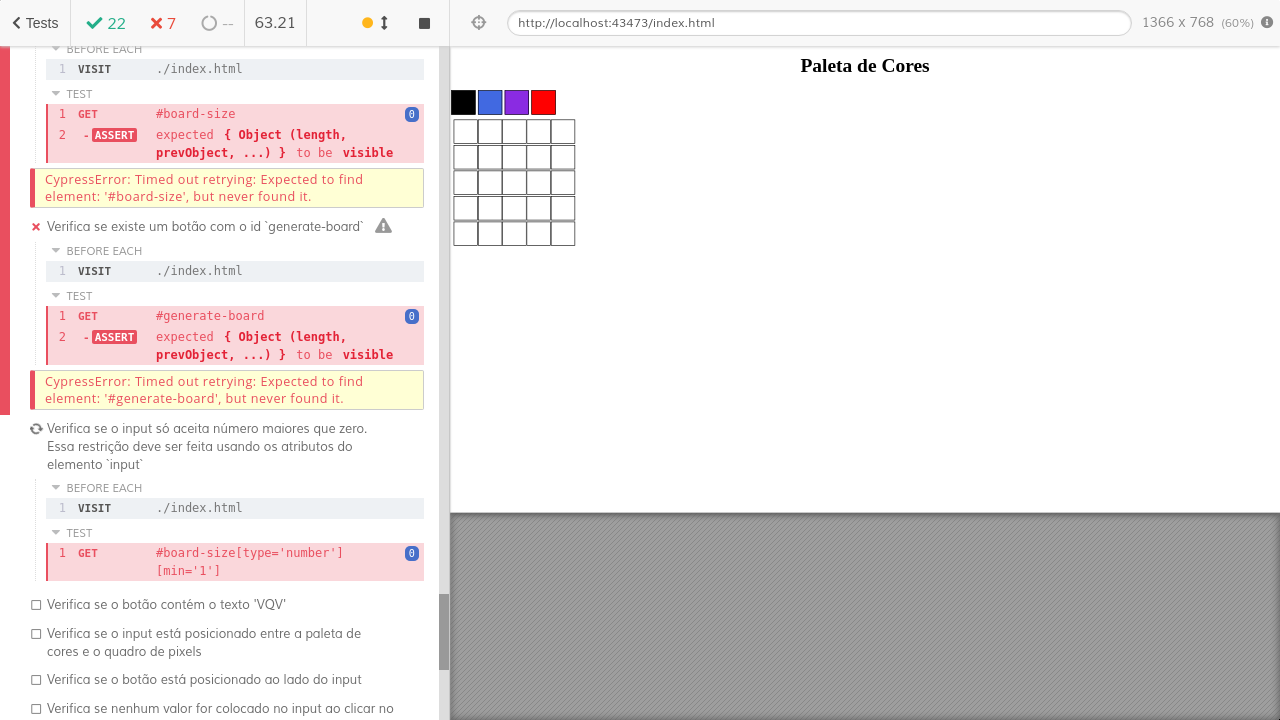 Tests
22
7
--
63.21
http://localhost:43473/index.html
1366 x 768 (60%)
BEFORE EACH
1 VISIT ./index.html
TEST
1 GET #board-size 0
2 -ASSERT expected { Object (length,
prevObject, ...) } to be visible
CypressError: Timed out retrying: Expected to find
element: '#board-size', but never found it.
Verifica se existe um botão com o id `generate-board`
BEFORE EACH
1 VISIT ./index.html
TEST
1 GET #generate-board 0
2 -ASSERT expected { Object (length,
prevObject, ...) } to be visible
CypressError: Timed out retrying: Expected to find
element: '#generate-board', but never found it.
Verifica se o input só aceita número maiores que zero.
Essa restrição deve ser feita usando os atributos do
elemento `input`
BEFORE EACH
1 VISIT ./index.html
TEST
1 GET #board-size[type='number'] 0
[min='1']
Verifica se o botão contém o texto 'VQV'
Verifica se o input está posicionado entre a paleta de
cores e o quadro de pixels
Verifica se o botão está posicionado ao lado do input
Verifica se nenhum valor for colocado no input ao clicar no
Paleta de Cores